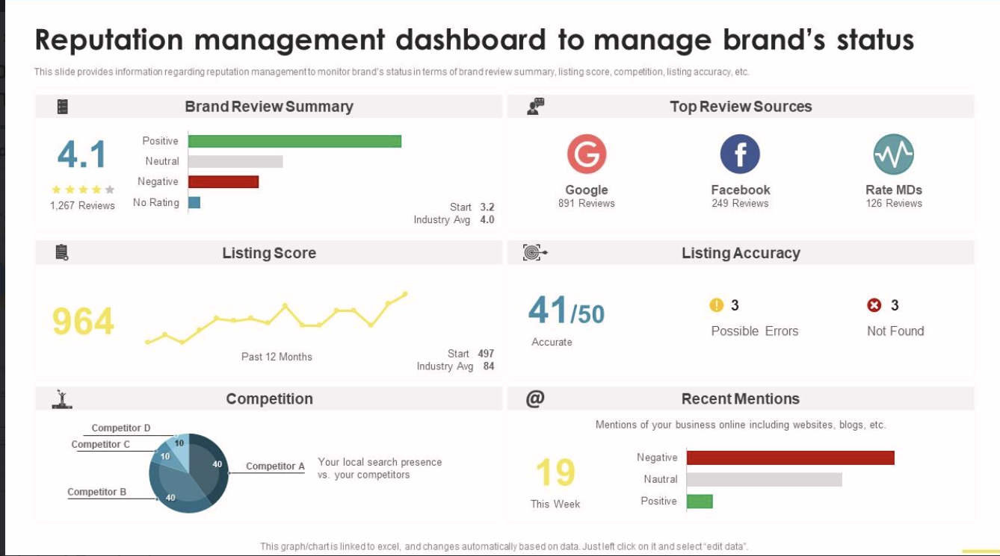 Reputation management dashboard to manage brand's status
This slide provides information regarding reputation management to monitor brand's status in terms of brand review summary, listing score, competition, listing accuracy, etc.
Brand Review Summary
4.1
1,267 Reviews
Positive
Neutral
Negative
No Rating
Start 3.2
Industry Avg 4.0
Top Review Sources
G
Google
891 Reviews
f
Facebook
249 Reviews
Rate MDs
126 Reviews
Listing Score
964
Past 12 Months
Start 497
Industry Avg 84
Listing Accuracy
41/50
Accurate
3
Possible Errors
3
Not Found
Competition
Competitor D
Competitor C
Competitor B
Competitor A
10
10
40
40
Your local search presence
vs. your competitors
@
Recent Mentions
Mentions of your business online including websites, blogs, etc.
19
This Week
Negative
Nautral
Positive
This graph/chart is linked to excel, and changes automatically based on data. Just left click on it and select "edit data".